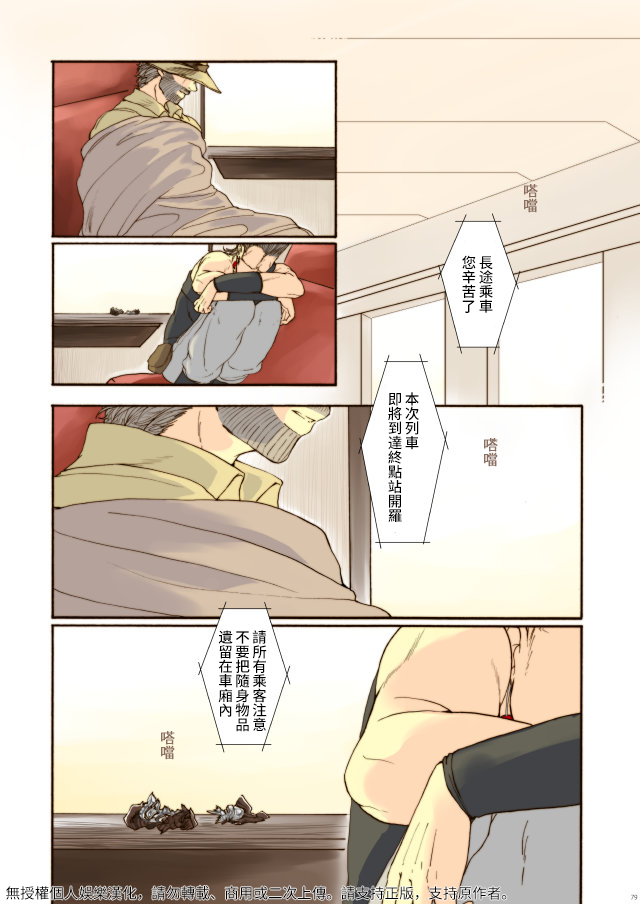 嗒噹
長途乘車
您辛苦了
本次列車
即將到達終點站開羅
嗒噹
請所有乘客注意
不要把隨身物品
遺留在車廂內
嗒噹
無授權個人娛樂漢化，請勿轉載、商用或二次上傳。請支持正版，支持原作者。
79